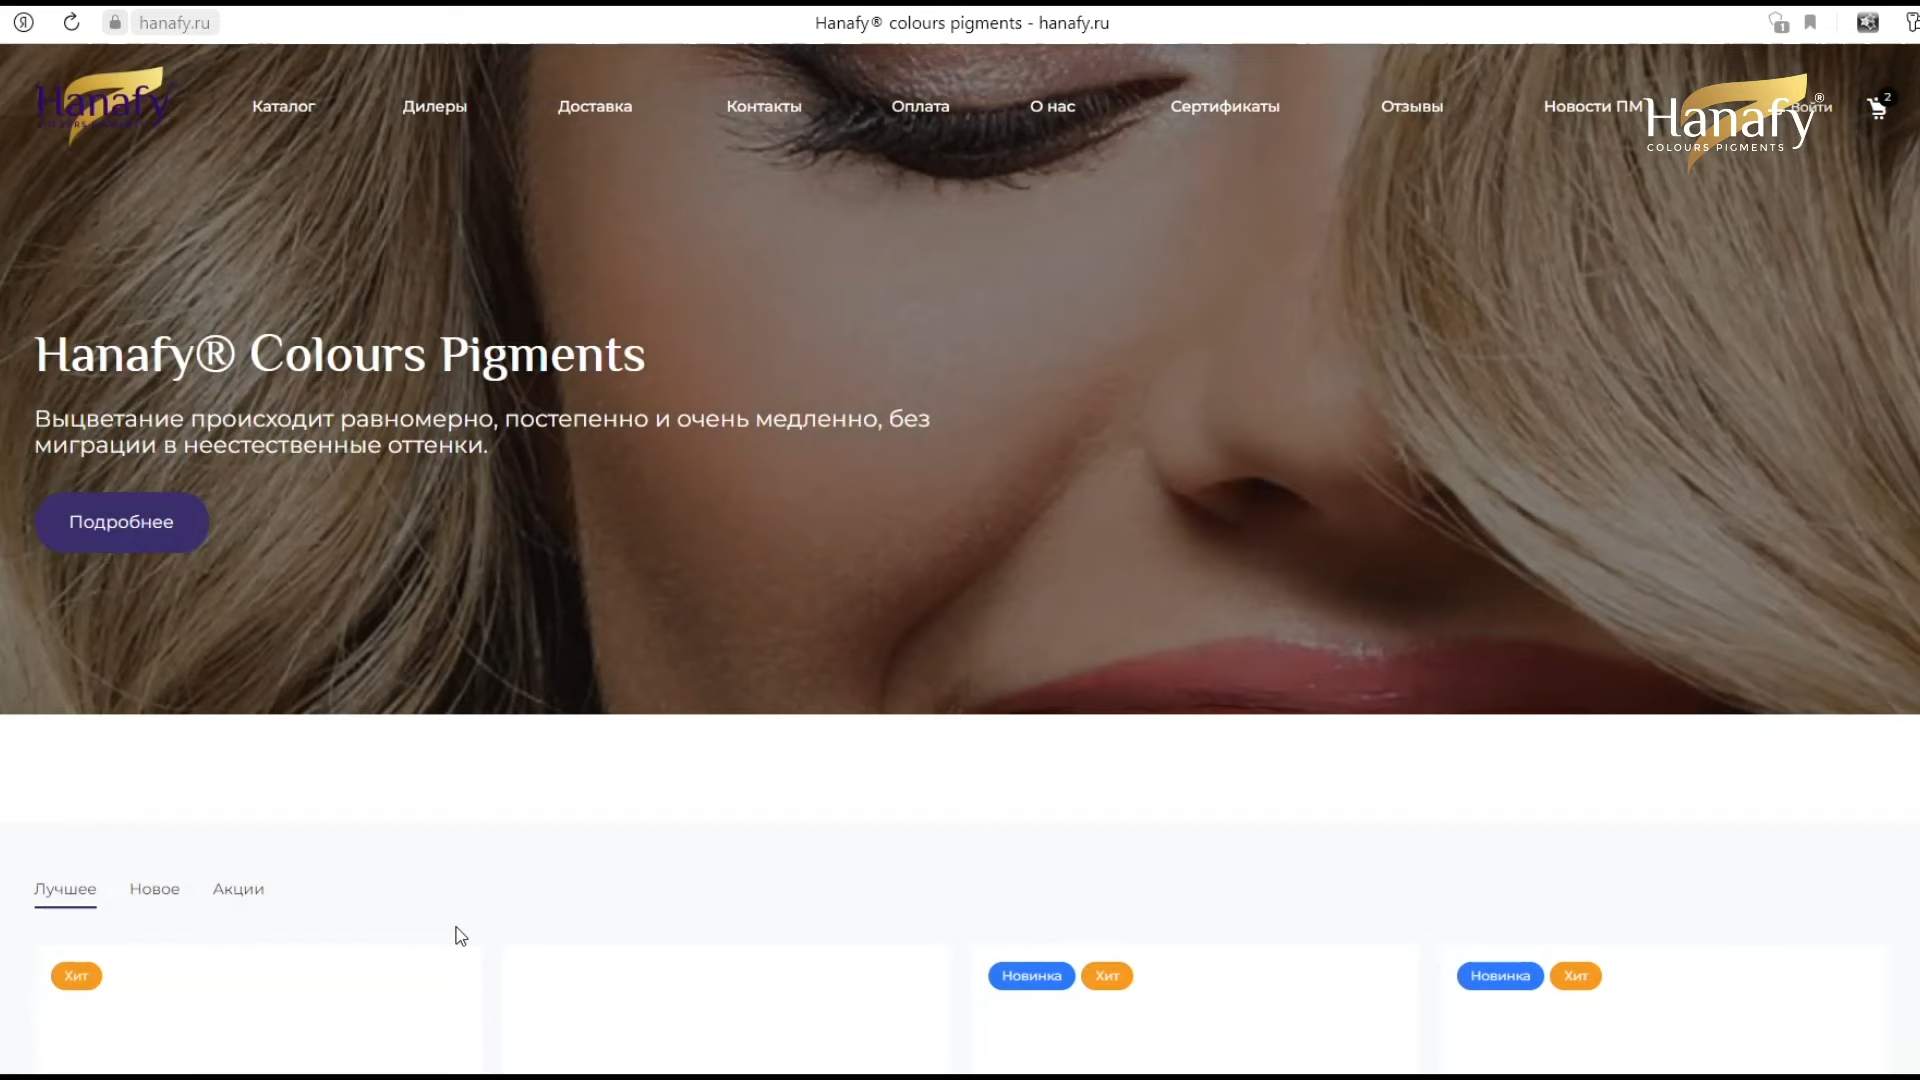 hanafy.ru
Hanafy® colours pigments - hanafy.ru
1
Hanafy
Каталог
Дилеры
Доставка
Контакты
Оплата
О нас
Сертификаты
Отзывы
Новости ПМ
Войти
2
Hanafy®
COLOURS PIGMENTS
Hanafy® Colours Pigments
Выцветание происходит равномерно, постепенно и очень медленно, без
миграции в неестественные оттенки.
Подробнее
Лучшее
Новое
Акции
Хит
Новинка
Хит
Новинка
Хит